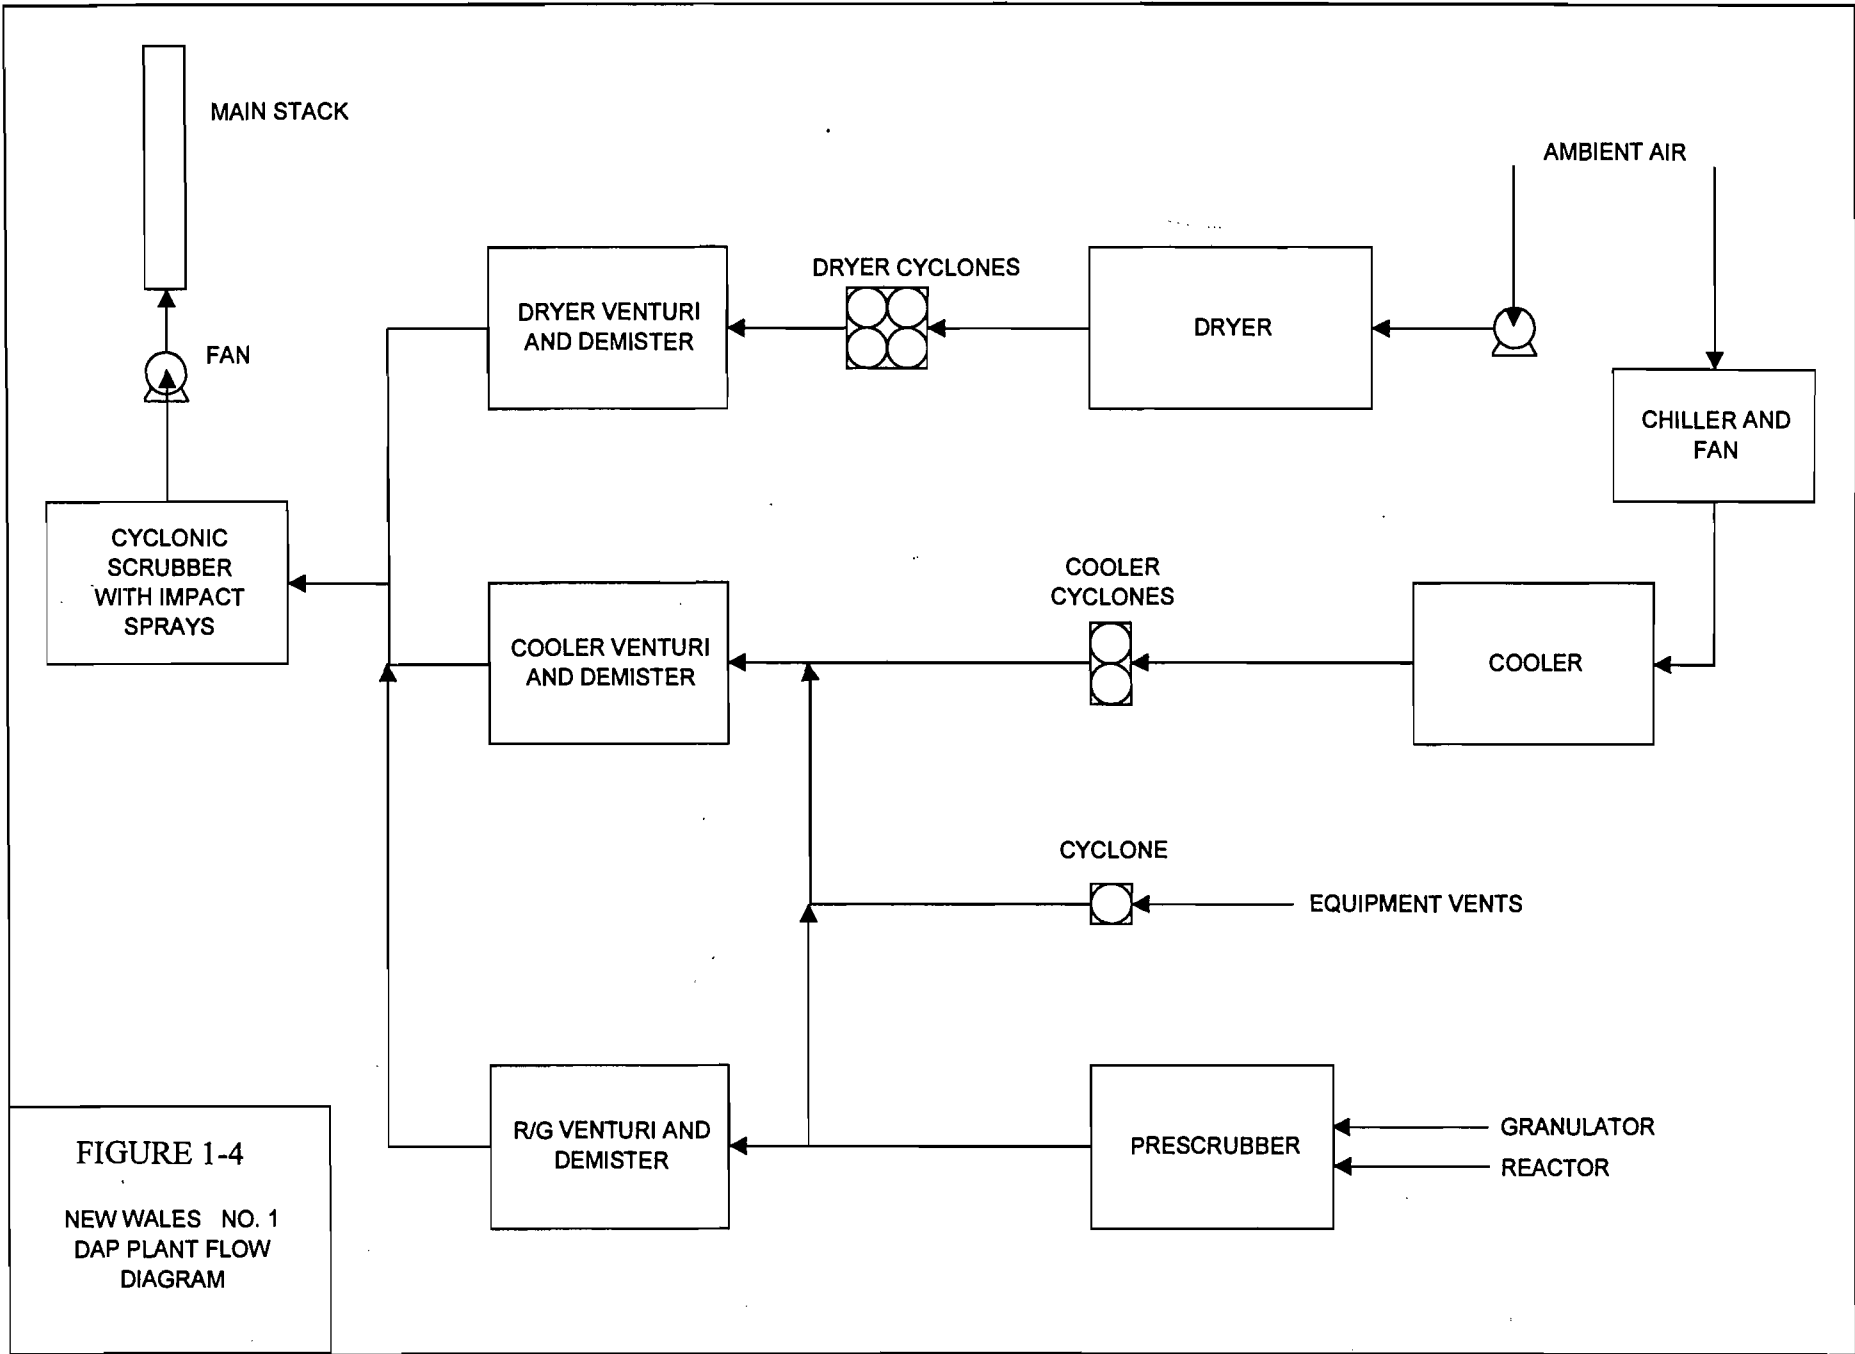 MAIN STACK
AMBIENT AIR
DRYER CYCLONES
DRYER VENTURI
AND DEMISTER
DRYER
FAN
CHILLER AND
FAN
CYCLONIC
SCRUBBER
WITH IMPACT
SPRAYS
COOLER
CYCLONES
COOLER VENTURI
AND DEMISTER
COOLER
CYCLONE
EQUIPMENT VENTS
R/G VENTURI AND
DEMISTER
PRESCRUBBER
GRANULATOR
REACTOR
FIGURE 1-4
NEW WALES NO. 1
DAP PLANT FLOW
DIAGRAM